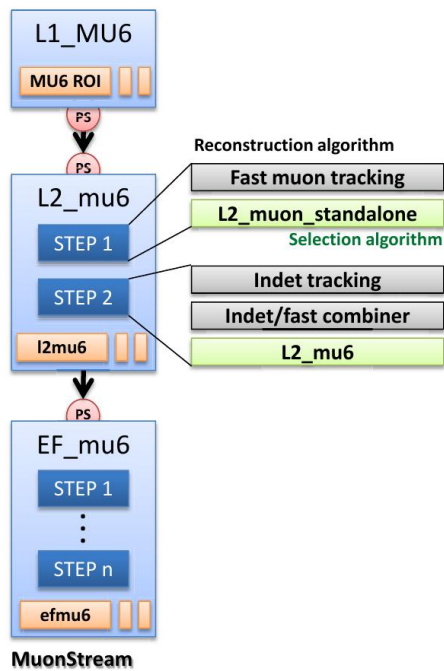 L1_MU6
MU6 ROI
PS
PS
L2_mu6
STEP 1
STEP 2
l2mu6
Reconstruction algorithm
Fast muon tracking
L2_muon_standalone
Selection algorithm
Indet tracking
Indet/fast combiner
L2_mu6
PS
EF_mu6
STEP 1
STEP n
efmu6
MuonStream